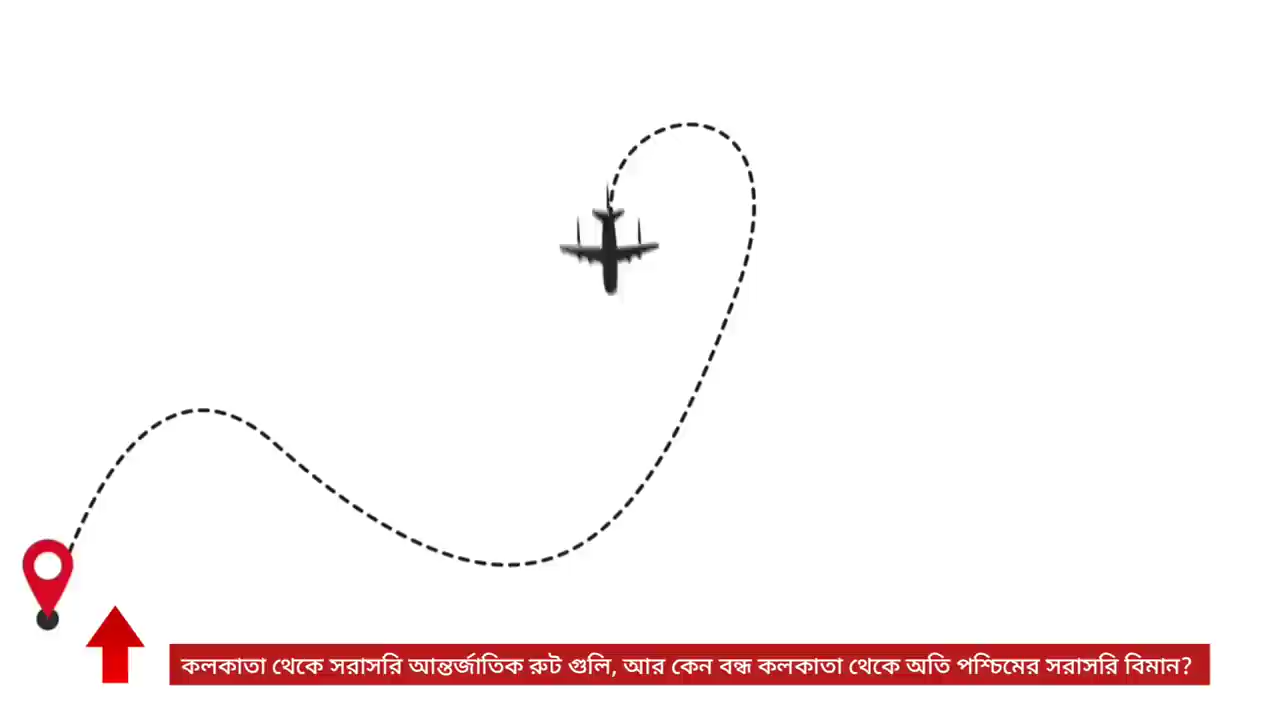 কলকাতা থেকে সরাসরি আন্তর্জাতিক রুট গুলি, আর কেন বন্ধ কলকাতা থেকে অতি পশ্চিমের সরাসরি বিমান?